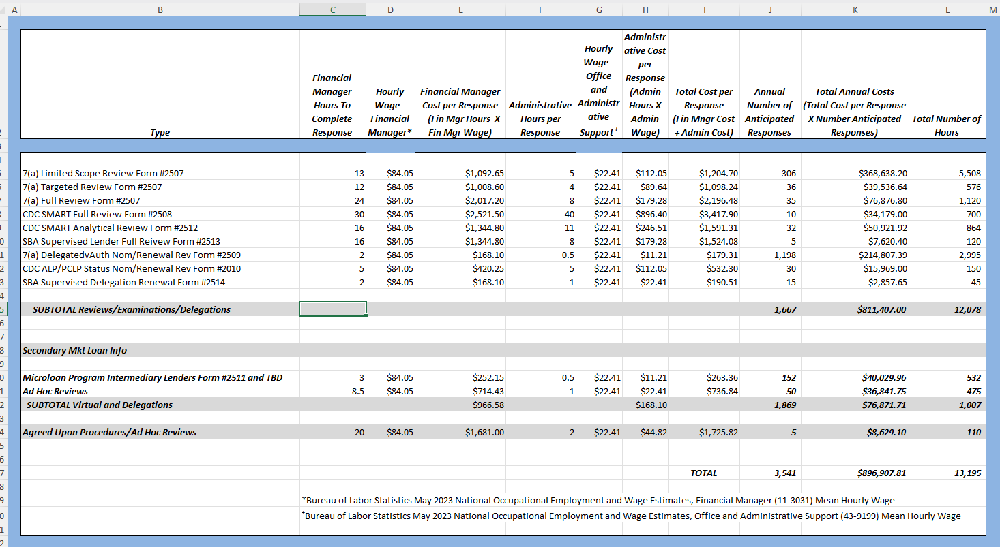 A B C D E F G H I J K L M
Type
Financial Manager Hours To Complete Response
Hourly Wage - Financial Manager*
Financial Manager Cost per Response (Fin Mgr Hours X Fin Mgr Wage)
Administrative Hours per Response
Hourly Wage - Office and Administrative Support+
Administrative Cost per Response (Admin Hours X Admin Wage)
Total Cost per Response (Fin Mngr Cost + Admin Cost)
Annual Number of Anticipated Responses
Total Annual Costs (Total Cost per Response X Number Anticipated Responses)
Total Number of Hours
7(a) Limited Scope Review Form #2507 13 $84.05 $1,092.65 5 $22.41 $112.05 $1,204.70 306 $368,638.20 5,508
7(a) Targeted Review Form #2507 12 $84.05 $1,008.60 4 $22.41 $89.64 $1,098.24 36 $39,536.64 576
7(a) Full Review Form #2507 24 $84.05 $2,017.20 8 $22.41 $179.28 $2,196.48 35 $76,876.80 1,120
CDC SMART Full Review Form #2508 30 $84.05 $2,521.50 40 $22.41 $896.40 $3,417.90 10 $34,179.00 700
CDC SMART Analytical Review Form #2512 16 $84.05 $1,344.80 11 $22.41 $246.51 $1,591.31 32 $50,921.92 864
SBA Supervised Lender Full Reivew Form #2513 16 $84.05 $1,344.80 8 $22.41 $179.28 $1,524.08 5 $7,620.40 120
7(a) DelegatedvAuth Nom/Renewal Rev Form #2509 2 $84.05 $168.10 0.5 $22.41 $11.21 $179.31 1,198 $214,807.39 2,995
CDC ALP/PCLP Status Nom/Renewal Rev Form #2010 5 $84.05 $420.25 5 $22.41 $112.05 $532.30 30 $15,969.00 150
SBA Supervised Delegation Renewal Form #2514 2 $84.05 $168.10 1 $22.41 $22.41 $190.51 15 $2,857.65 45
SUBTOTAL Reviews/Examinations/Delegations 1,667 $811,407.00 12,078
Secondary Mkt Loan Info
Microloan Program Intermediary Lenders Form #2511 and TBD 3 $84.05 $252.15 0.5 $22.41 $11.21 $263.36 152 $40,029.96 532
Ad Hoc Reviews 8.5 $84.05 $714.43 1 $22.41 $22.41 $736.84 50 $36,841.75 475
SUBTOTAL Virtual and Delegations $966.58 $168.10 1,869 $76,871.71 1,007
Agreed Upon Procedures/Ad Hoc Reviews 20 $84.05 $1,681.00 2 $22.41 $44.82 $1,725.82 5 $8,629.10 110
TOTAL 3,541 $896,907.81 13,195
*Bureau of Labor Statistics May 2023 National Occupational Employment and Wage Estimates, Financial Manager (11-3031) Mean Hourly Wage
+Bureau of Labor Statistics May 2023 National Occupational Employment and Wage Estimates, Office and Administrative Support (43-9199) Mean Hourly Wage